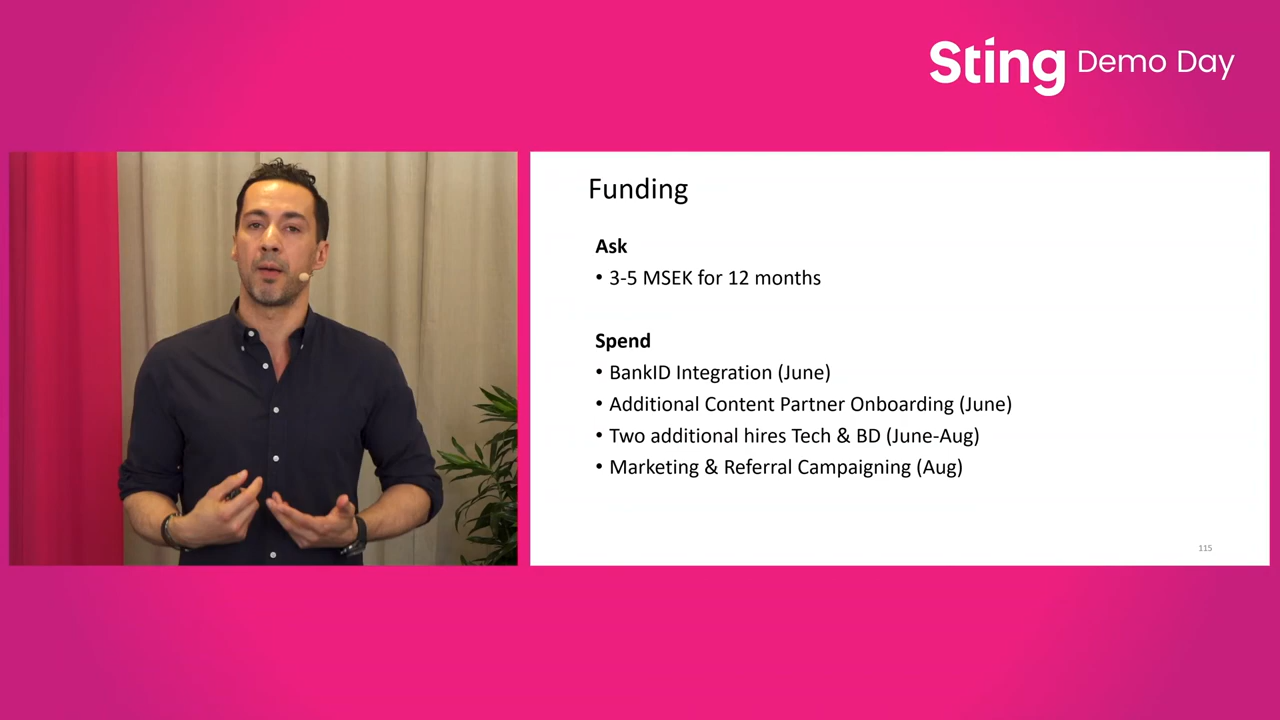 Sting Demo Day
Funding
Ask
• 3-5 MSEK for 12 months
Spend
• BankID Integration (June)
• Additional Content Partner Onboarding (June)
• Two additional hires Tech & BD (June-Aug)
• Marketing & Referral Campaigning (Aug)
115